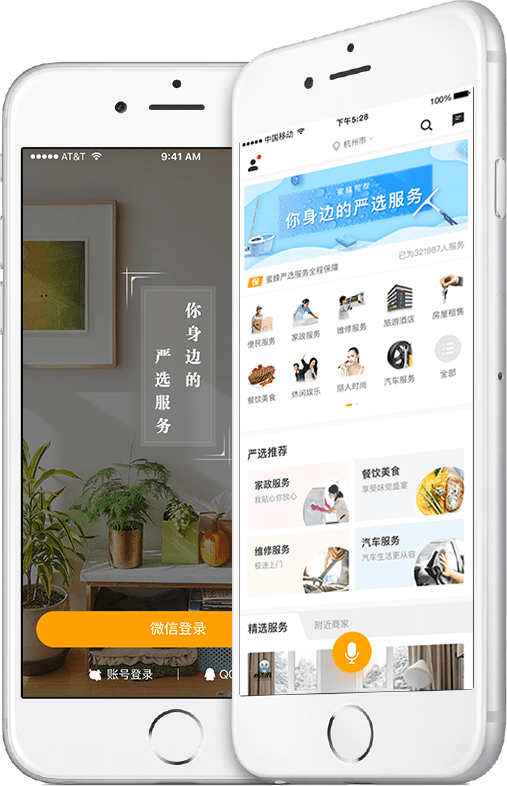 AT&T
9:41 AM
你身边的
严选服务
微信登录
账号登录
QQ
中国移动
下午5:28
100%
杭州市
你身边的严选服务
已为321987人服务
保
蜜蜂严选服务全程保障
便民服务
家政服务
维修服务
旅游酒店
房屋租售
餐饮美食
休闲娱乐
丽人时尚
汽车服务
全部
严选推荐
家政服务
我贴心你放心
餐饮美食
享受味觉盛宴
维修服务
极速上门
汽车服务
汽车生活更从容
精选服务
附近商家